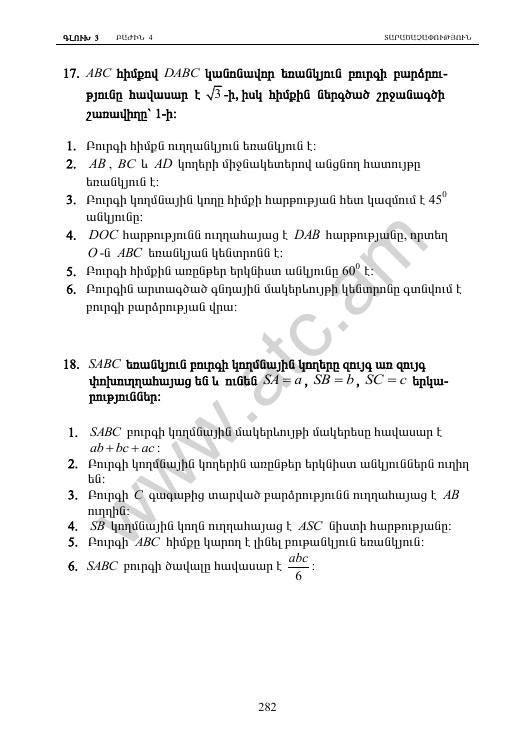 ԳԼՈՒԽ 3 ԲԱԺԻՆ 4 ՏԱՐԱԾԱՉԱՓՈՒԹՅՈՒՆ
17. ABC հիմքով DABC կանոնավոր եռանկյուն բուրգի բարձրու-
թյունը հավասար է √3 -ի, իսկ հիմքին ներգծած շրջանագծի
շառավիղը՝ 1-ի:
1. Բուրգի հիմքն ուղղանկյուն եռանկյուն է:
2. AB , BC և AD կողերի միջնակետերով անցնող հատույթը
եռանկյուն է:
3. Բուրգի կողմնային կողը հիմքի հարթության հետ կազմում է 45⁰
անկյունը:
4. DOC հարթությունն ուղղահայաց է DAB հարթությանը, որտեղ
O -ն ABC եռանկյան կենտրոնն է:
5. Բուրգի հիմքին առընթեր երկնիստ անկյունը 60⁰ է:
6. Բուրգին արտագծած գնդային մակերևույթի կենտրոնը գտնվում է
բուրգի բարձրության վրա:
18. SABC եռանկյուն բուրգի կողմնային կողերը զույգ առ զույգ
փոխուղղահայաց են և ունեն SA = a , SB = b , SC = c երկա-
րություններ:
1. SABC բուրգի կողմնային մակերևույթի մակերեսը հավասար է
ab + bc + ac :
2. Բուրգի կողմնային կողերին առընթեր երկնիստ անկյուններն ուղիղ
են:
3. Բուրգի C գագաթից տարված բարձրությունն ուղղահայաց է AB
ուղղին:
4. SB կողմնային կողն ուղղահայաց է ASC նիստի հարթությանը:
5. Բուրգի ABC հիմքը կարող է լինել բութանկյուն եռանկյուն:
6. SABC բուրգի ծավալը հավասար է abc/6 :
www.atc.am
282